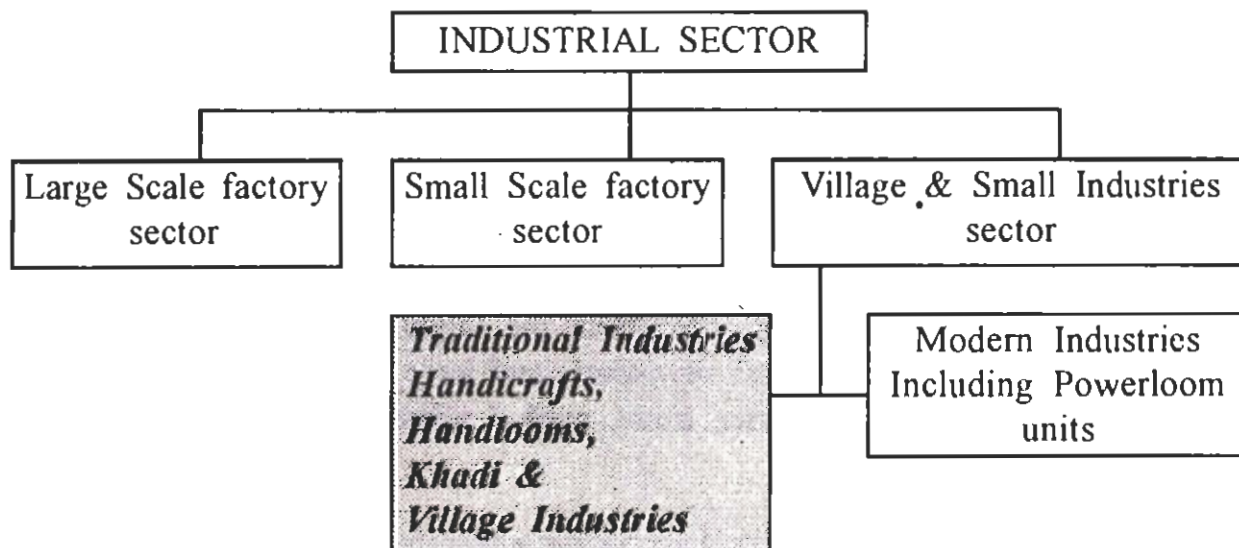 INDUSTRIAL SECTOR
Large Scale factory
sector
Small Scale factory
sector
Village & Small Industries
sector
Traditional Industries
Handicrafts,
Handlooms,
Khadi &
Village Industries
Modern Industries
Including Powerloom
units